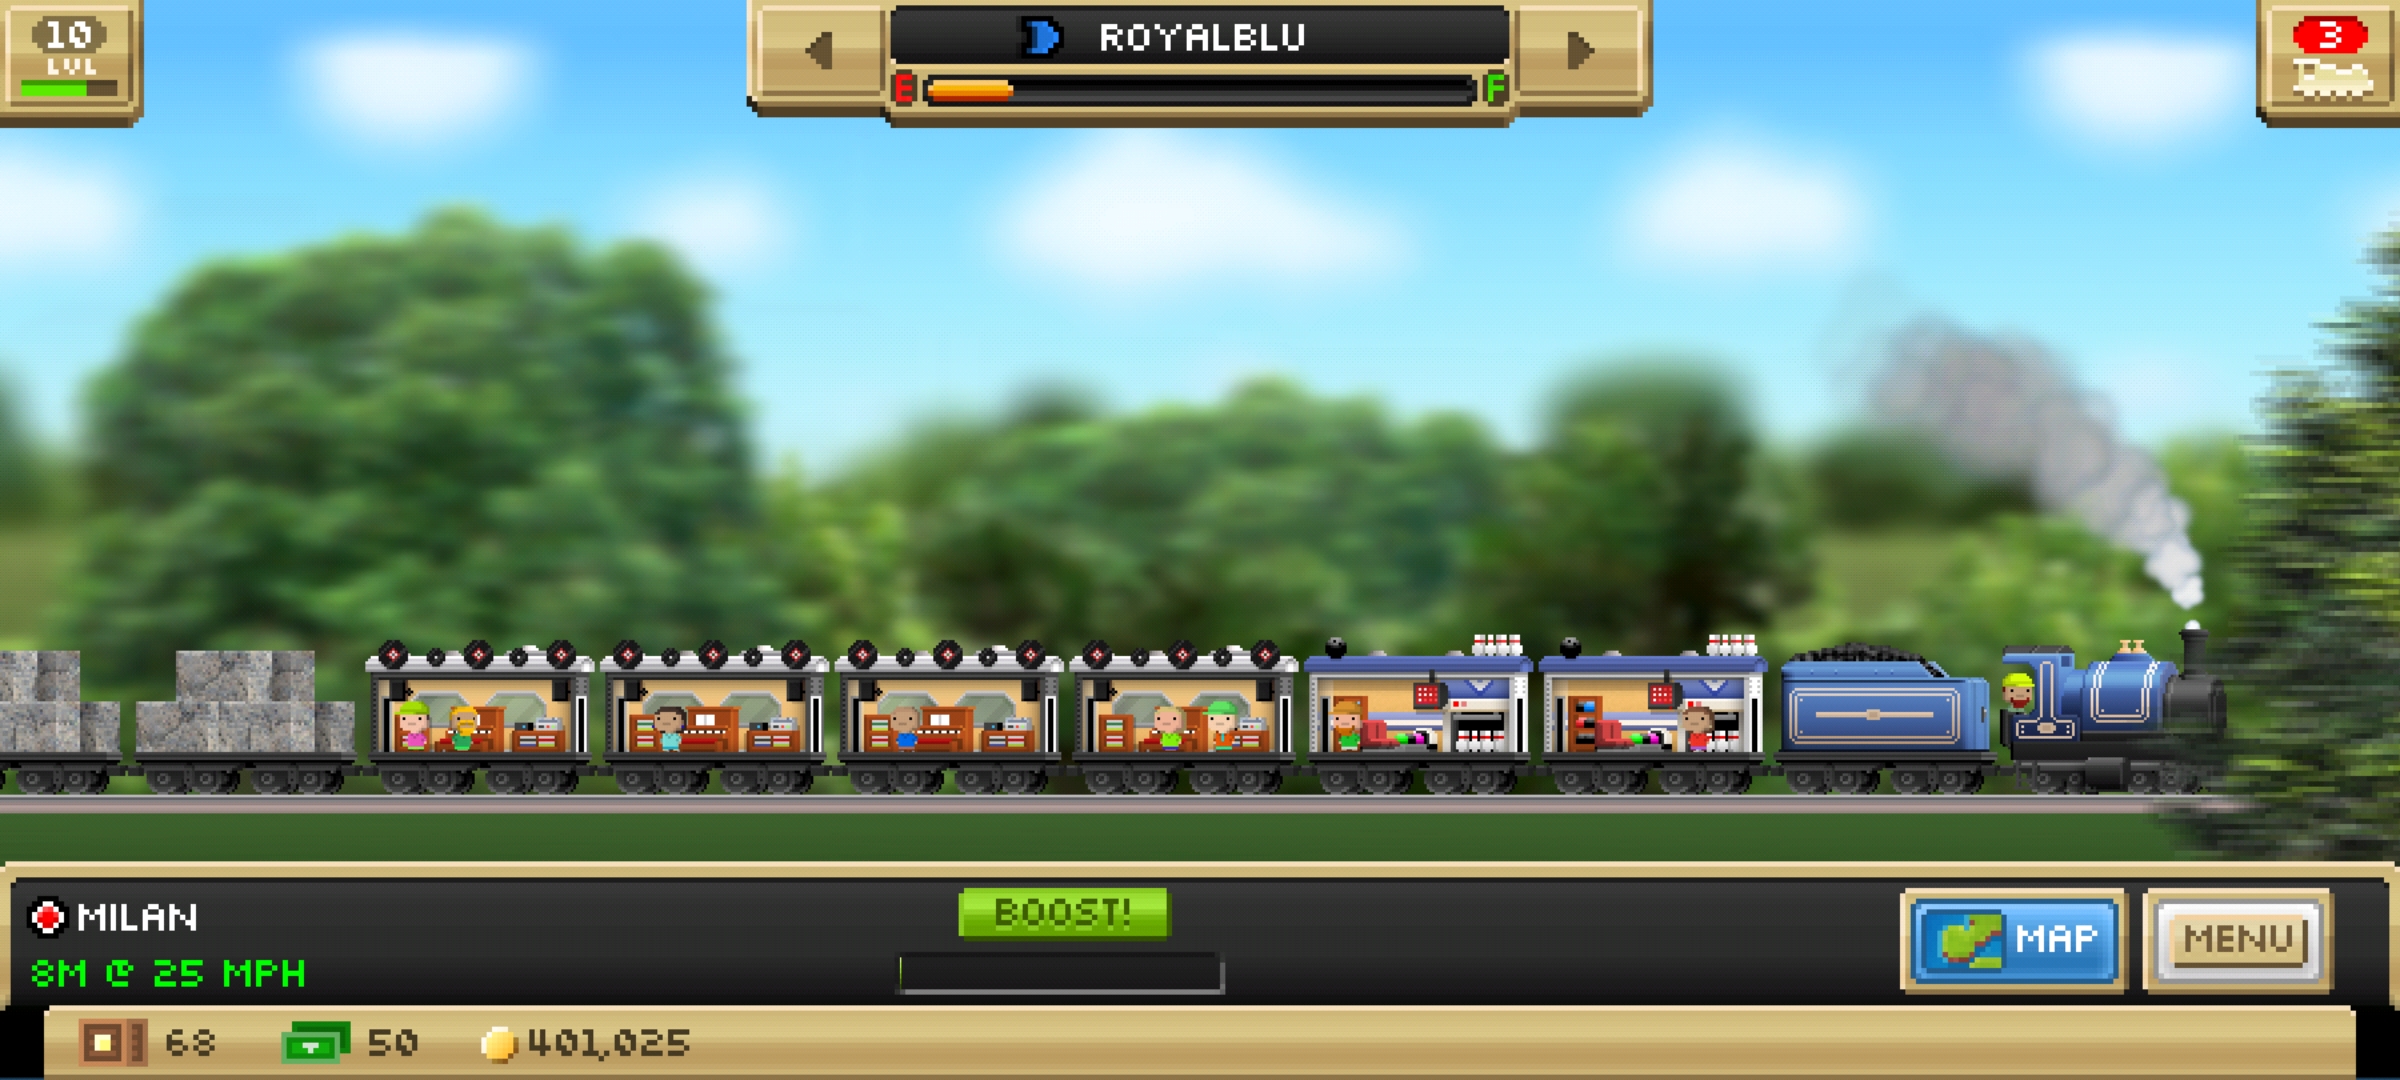 10
LVL
ROYALBLU
E F
3
MILAN
8M @ 25 MPH
BOOST!
MAP
MENU
68 50 401,025